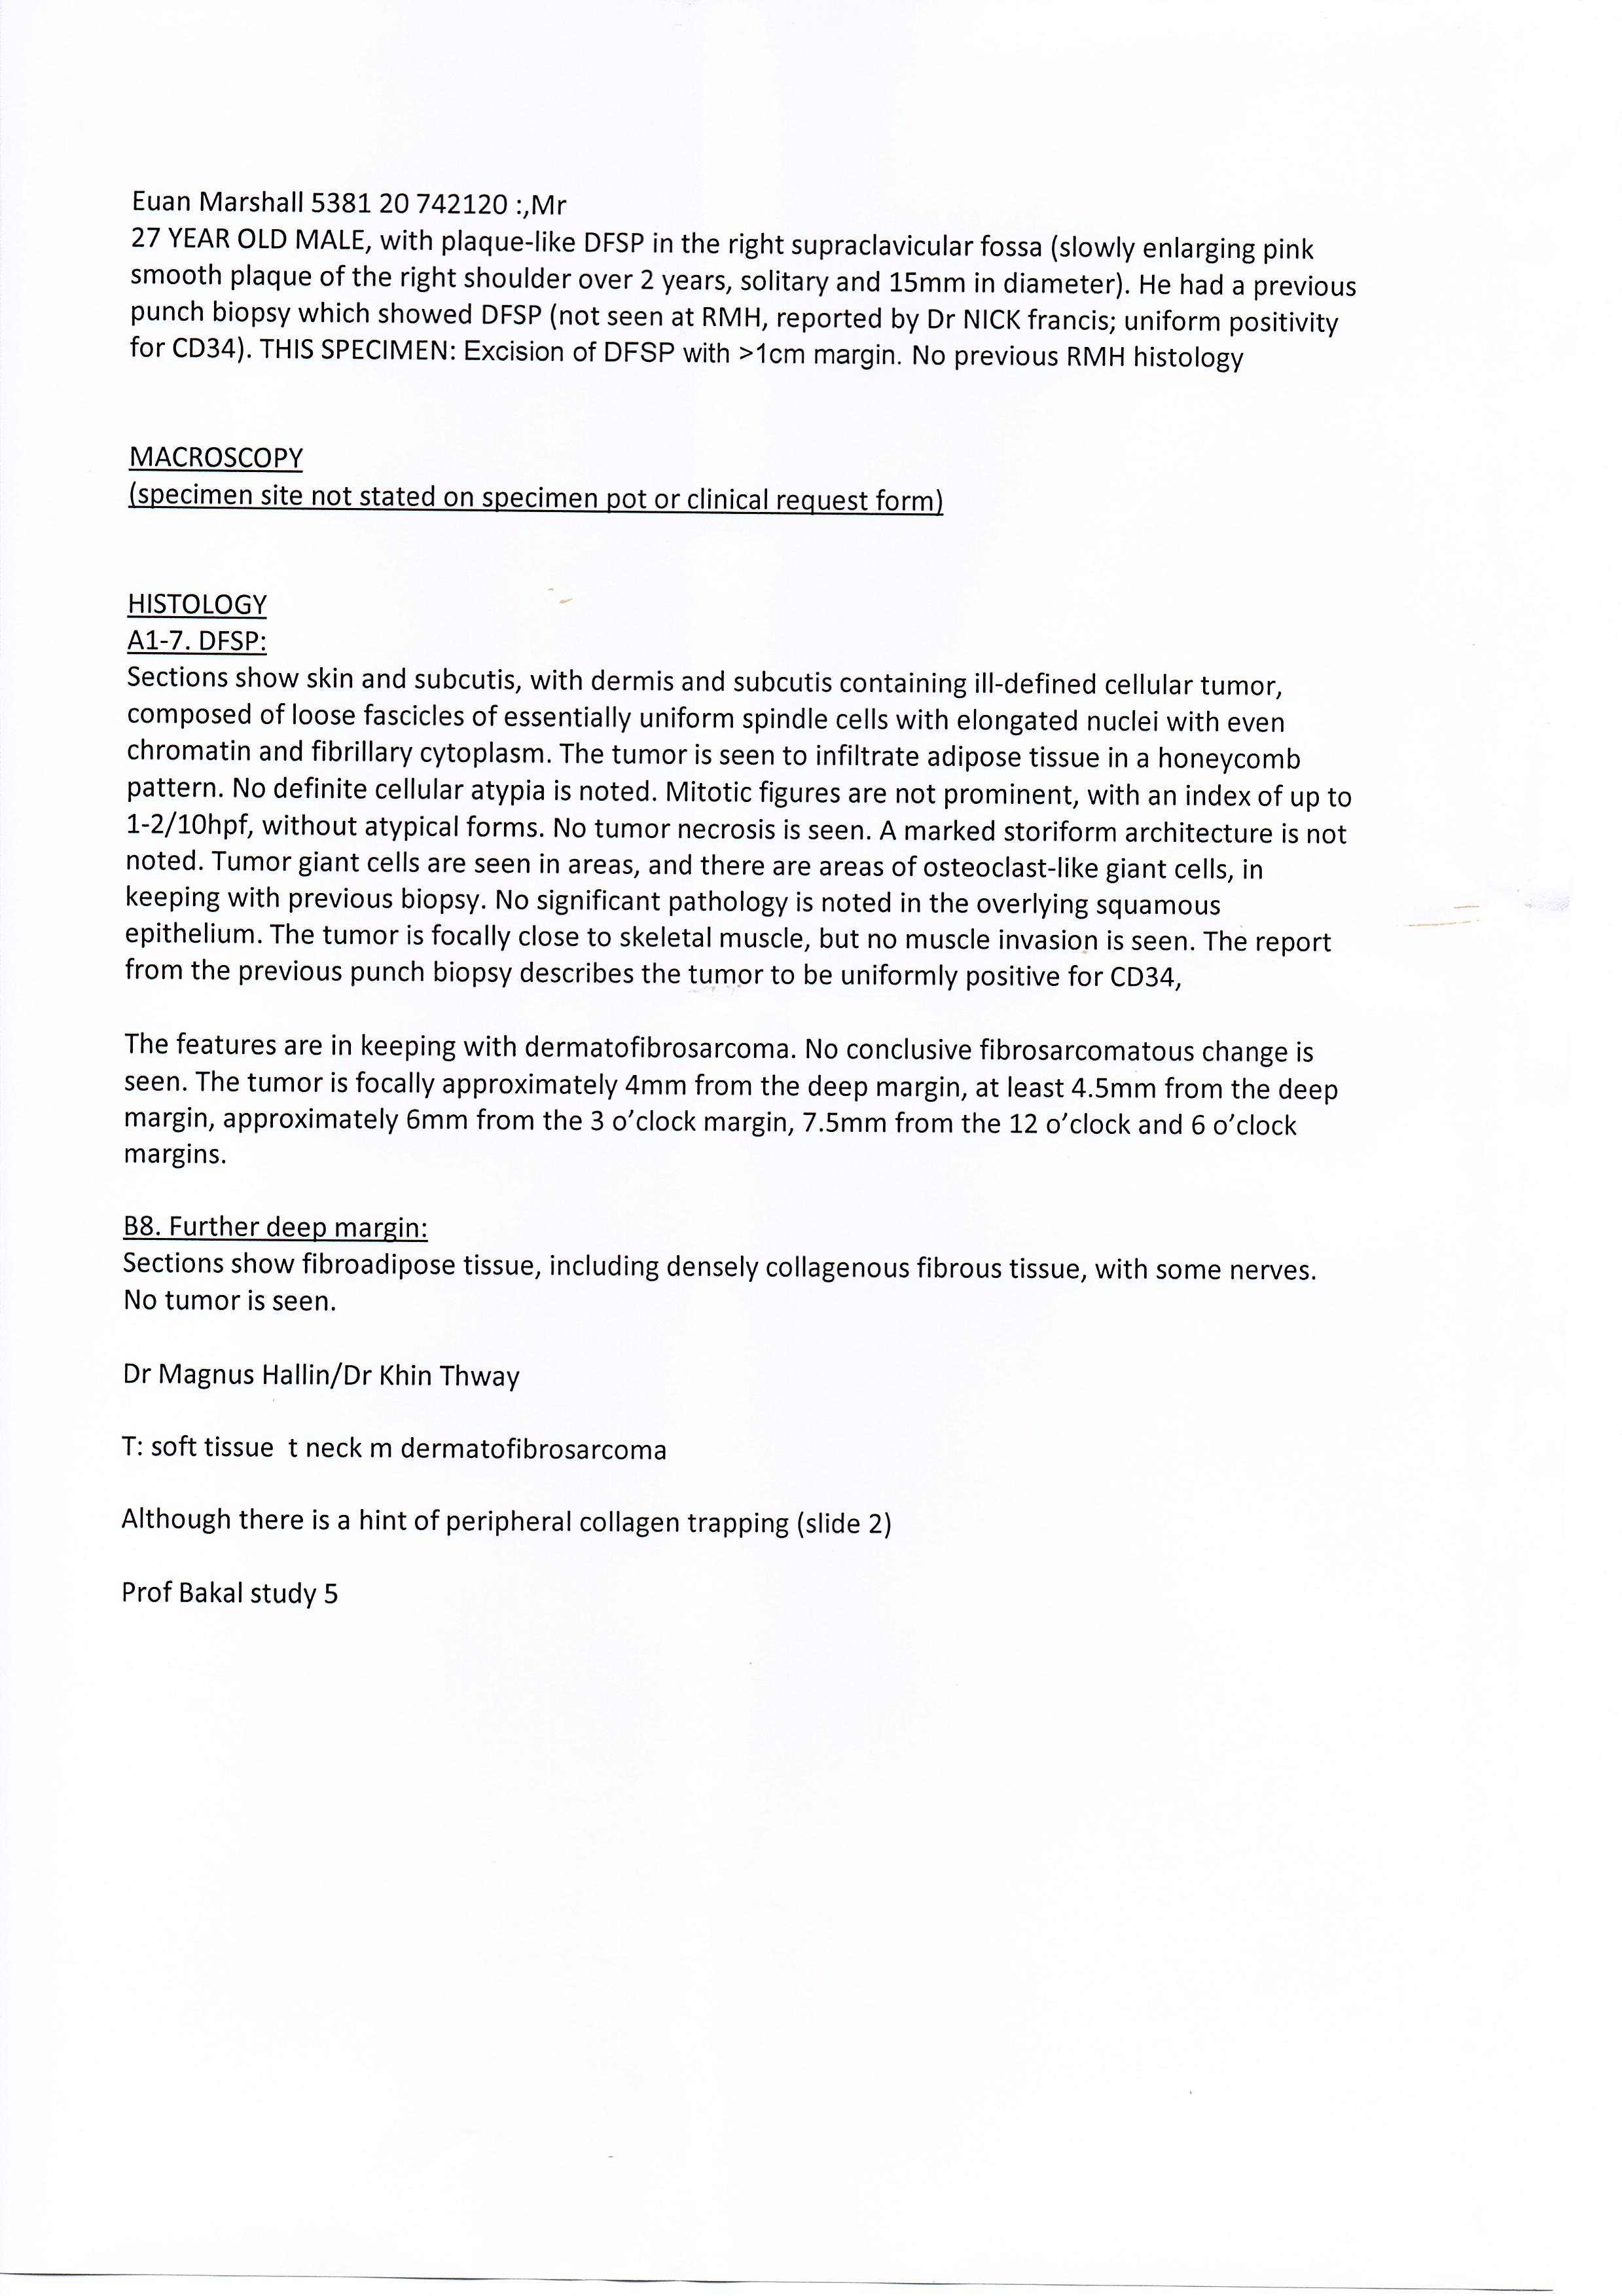 Euan Marshall 5381 20 742120 :,Mr
27 YEAR OLD MALE, with plaque-like DFSP in the right supraclavicular fossa (slowly enlarging pink
smooth plaque of the right shoulder over 2 years, solitary and 15mm in diameter). He had a previous
punch biopsy which showed DFSP (not seen at RMH, reported by Dr NICK francis; uniform positivity
for CD34). THIS SPECIMEN: Excision of DFSP with >1cm margin. No previous RMH histology
MACROSCOPY
(specimen site not stated on specimen pot or clinical request form)
HISTOLOGY
A1-7. DFSP:
Sections show skin and subcutis, with dermis and subcutis containing ill-defined cellular tumor,
composed of loose fascicles of essentially uniform spindle cells with elongated nuclei with even
chromatin and fibrillary cytoplasm. The tumor is seen to infiltrate adipose tissue in a honeycomb
pattern. No definite cellular atypia is noted. Mitotic figures are not prominent, with an index of up to
1-2/10hpf, without atypical forms. No tumor necrosis is seen. A marked storiform architecture is not
noted. Tumor giant cells are seen in areas, and there are areas of osteoclast-like giant cells, in
keeping with previous biopsy. No significant pathology is noted in the overlying squamous
epithelium. The tumor is focally close to skeletal muscle, but no muscle invasion is seen. The report
from the previous punch biopsy describes the tumor to be uniformly positive for CD34,
The features are in keeping with dermatofibrosarcoma. No conclusive fibrosarcomatous change is
seen. The tumor is focally approximately 4mm from the deep margin, at least 4.5mm from the deep
margin, approximately 6mm from the 3 o’clock margin, 7.5mm from the 12 o’clock and 6 o’clock
margins.
B8. Further deep margin:
Sections show fibroadipose tissue, including densely collagenous fibrous tissue, with some nerves.
No tumor is seen.
Dr Magnus Hallin/Dr Khin Thway
T: soft tissue  t neck m dermatofibrosarcoma
Although there is a hint of peripheral collagen trapping (slide 2)
Prof Bakal study 5